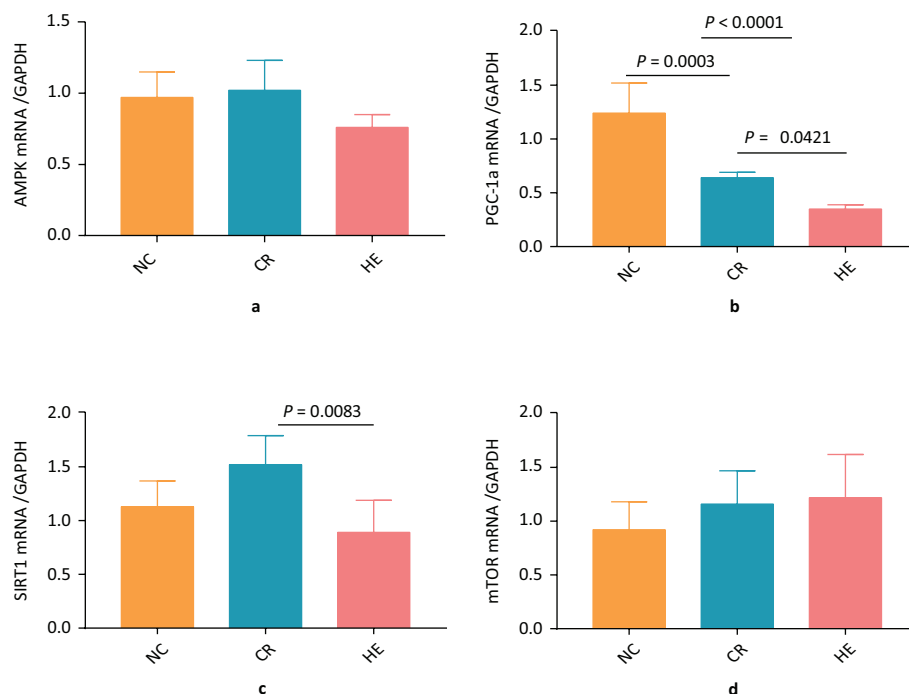 AMPK mRNA /GAPDH
1.5
1.0
0.5
0.0
NC
CR
HE
a
PGC-1a mRNA /GAPDH
2.0
1.5
1.0
0.5
0.0
P < 0.0001
P = 0.0003
P = 0.0421
NC
CR
HE
b
SIRT1 mRNA /GAPDH
2.0
1.5
1.0
0.5
0.0
P = 0.0083
NC
CR
HE
c
mTOR mRNA /GAPDH
2.0
1.5
1.0
0.5
0.0
NC
CR
HE
d